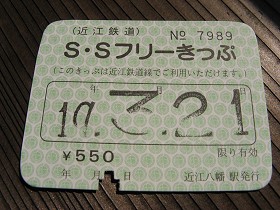 (近江鉄道) № 7989
S・Sフリーきっぷ
(このきっぷは近江鉄道線でご利用いただけます。)
年 月 日
17.3.21
¥550 限り有効
年 月 日 近江八幡 駅発行